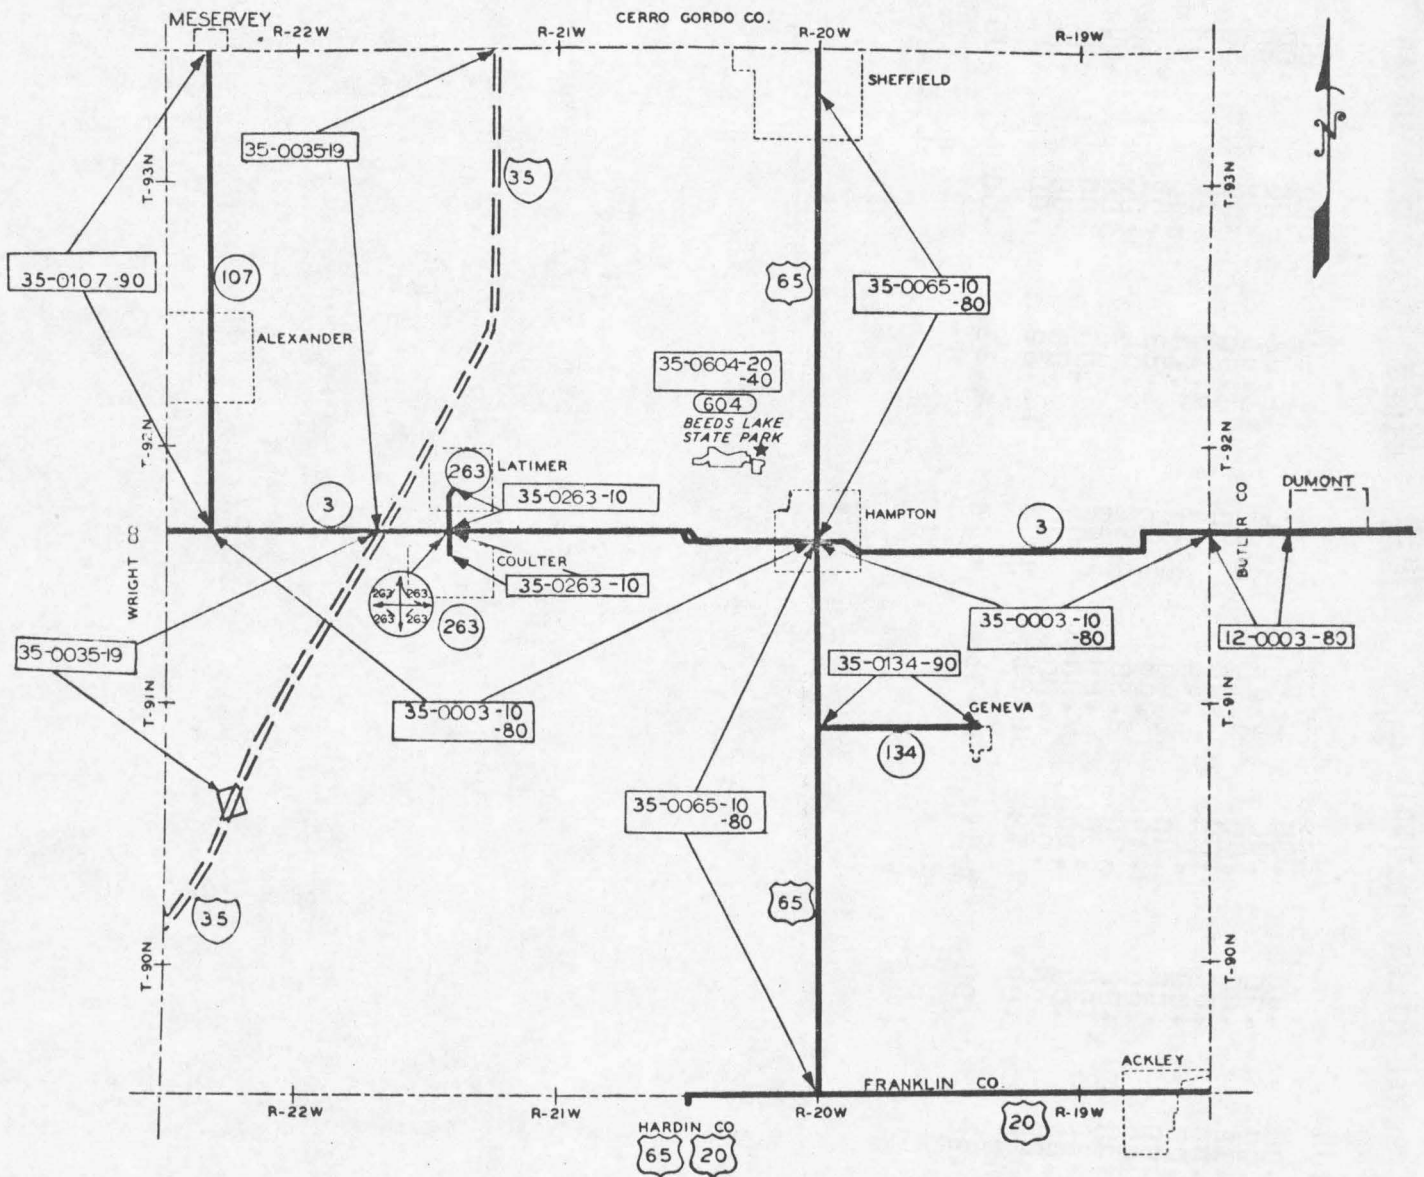 MESERVEY
CERRO GORDO CO.
R-22W
R-21W
R-20W
R-19W
SHEFFIELD
N
35-0035-19
35
T-93N
T-93N
35-0107-90
107
65
35-0065-10
-80
ALEXANDER
35-0604-20
-40
604
BEEDS LAKE
STATE PARK
T-92N
T-92N
LATIMER
263
35-0263-10
DUMONT
3
HAMPTON
3
WRIGHT CO
BUTLR CO
COULTER
35-0263-10
263 263
263 263
263
35-0003-10
-80
12-0003-80
35-0035-19
35-0134-90
T-91N
T-91N
35-0003-10
-80
GENEVA
134
35-0065-10
-80
65
35
T-90N
T-90N
ACKLEY
FRANKLIN CO.
R-22W
R-21W
R-20W
R-19W
20
HARDIN CO
65 20